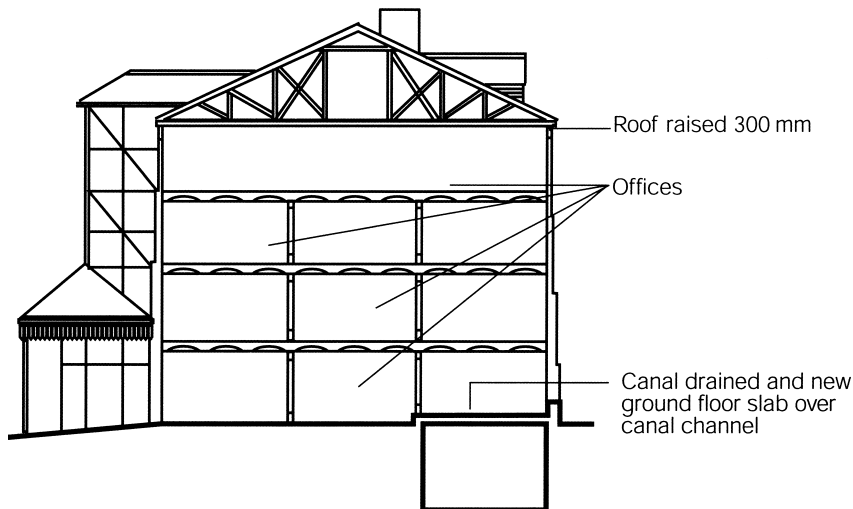 Roof raised 300 mm
Offices
Canal drained and new
ground floor slab over
canal channel